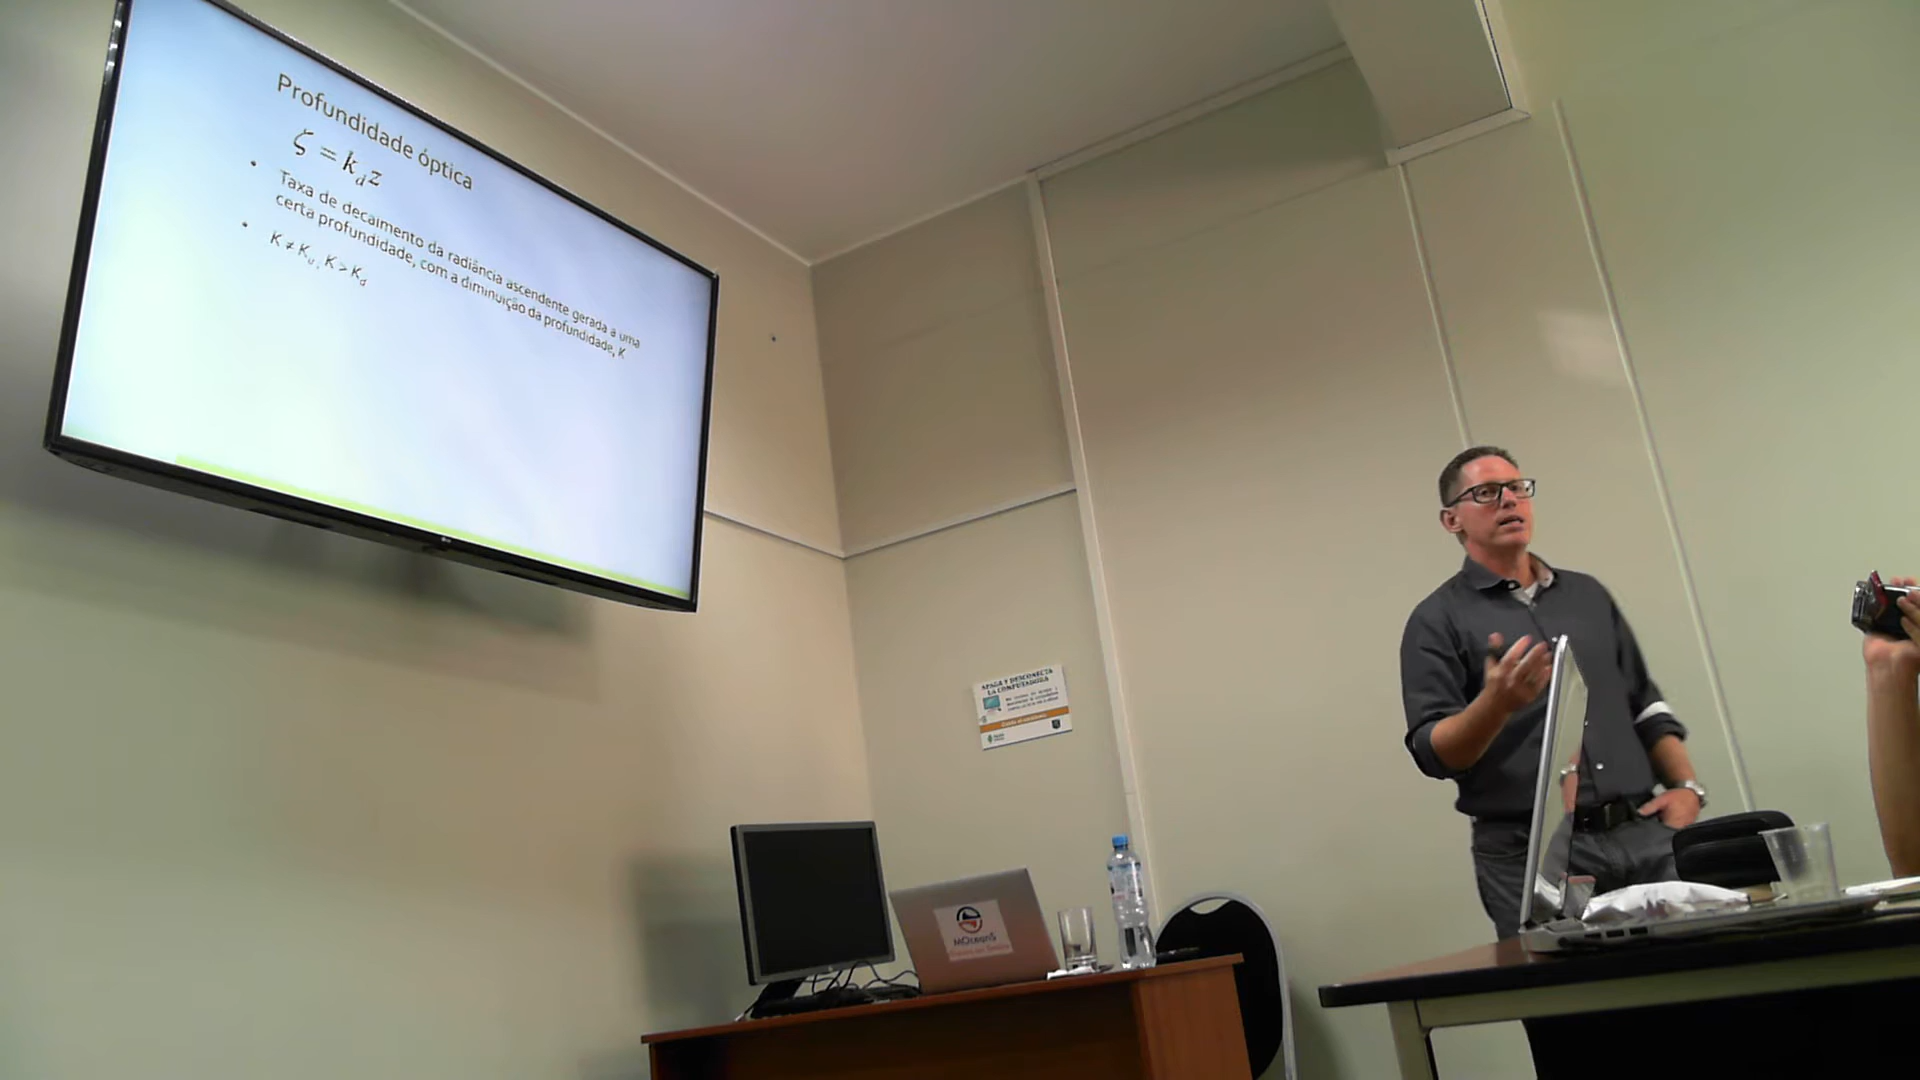 Profundidade óptica
ζ = k_d z
• Taxa de decaimento da radiância ascendente gerada a uma
certa profundidade, com a diminuição da profundidade, K
• K ≠ K_u, K > K_d
APAGA Y DESCONECTA
LA COMPUTADORA